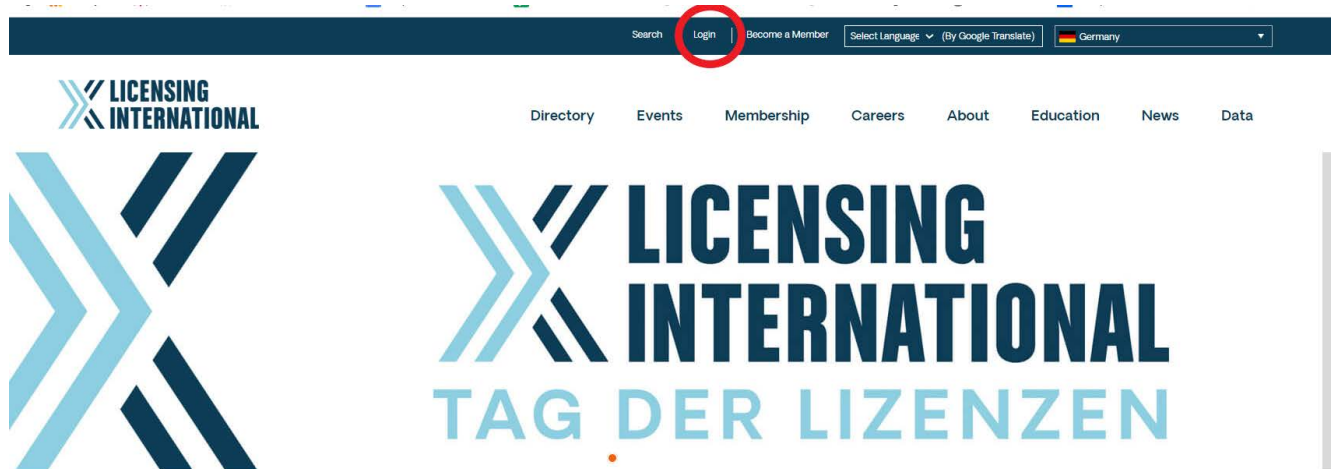 Search Login Become a Member Select Language (By Google Translate) Germany
LICENSING
INTERNATIONAL
Directory Events Membership Careers About Education News Data
LICENSING
INTERNATIONAL
TAG DER LIZENZEN